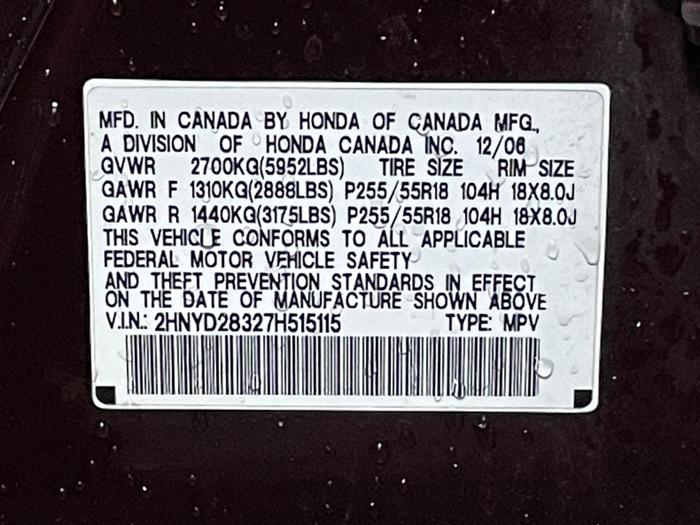 MFD. IN CANADA BY HONDA OF CANADA MFG.,
A DIVISION OF HONDA CANADA INC. 12/06
GVWR 2700KG(5952LBS) TIRE SIZE RIM SIZE
GAWR F 1310KG(2888LBS) P255/55R18 104H 18X8.0J
GAWR R 1440KG(3175LBS) P255/55R18 104H 18X8.0J
THIS VEHICLE CONFORMS TO ALL APPLICABLE
FEDERAL MOTOR VEHICLE SAFETY
AND THEFT PREVENTION STANDARDS IN EFFECT
ON THE DATE OF MANUFACTURE SHOWN ABOVE
V.I.N.: 2HNYD28327H515115 TYPE: MPV